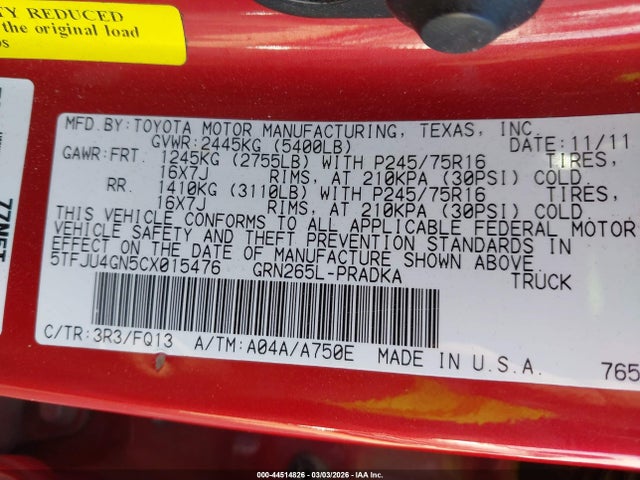 TY REDUCED
the original load
os
MFD.BY:TOYOTA MOTOR MANUFACTURING, TEXAS, INC.
GVWR:2445KG (5400LB) DATE:11/11
GAWR:FRT. 1245KG (2755LB) WITH P245/75R16 TIRES,
16X7J RIMS, AT 210KPA (30PSI) COLD
RR. 1410KG (3110LB) WITH P245/75R16 TIRES,
16X7J RIMS, AT 210KPA (30PSI) COLD.
THIS VEHICLE CONFORMS TO ALL APPLICABLE FEDERAL MOTOR
VEHICLE SAFETY AND THEFT PREVENTION STANDARDS IN
EFFECT ON THE DATE OF MANUFACTURE SHOWN ABOVE.
5TFJU4GN5CX015476 GRN265L-PRADKA TRUCK
C/TR:3R3/FQ13 A/TM:A04A/A750E MADE IN U.S.A.
765
000-44514826 - 03/03/2026 - IAA Inc.